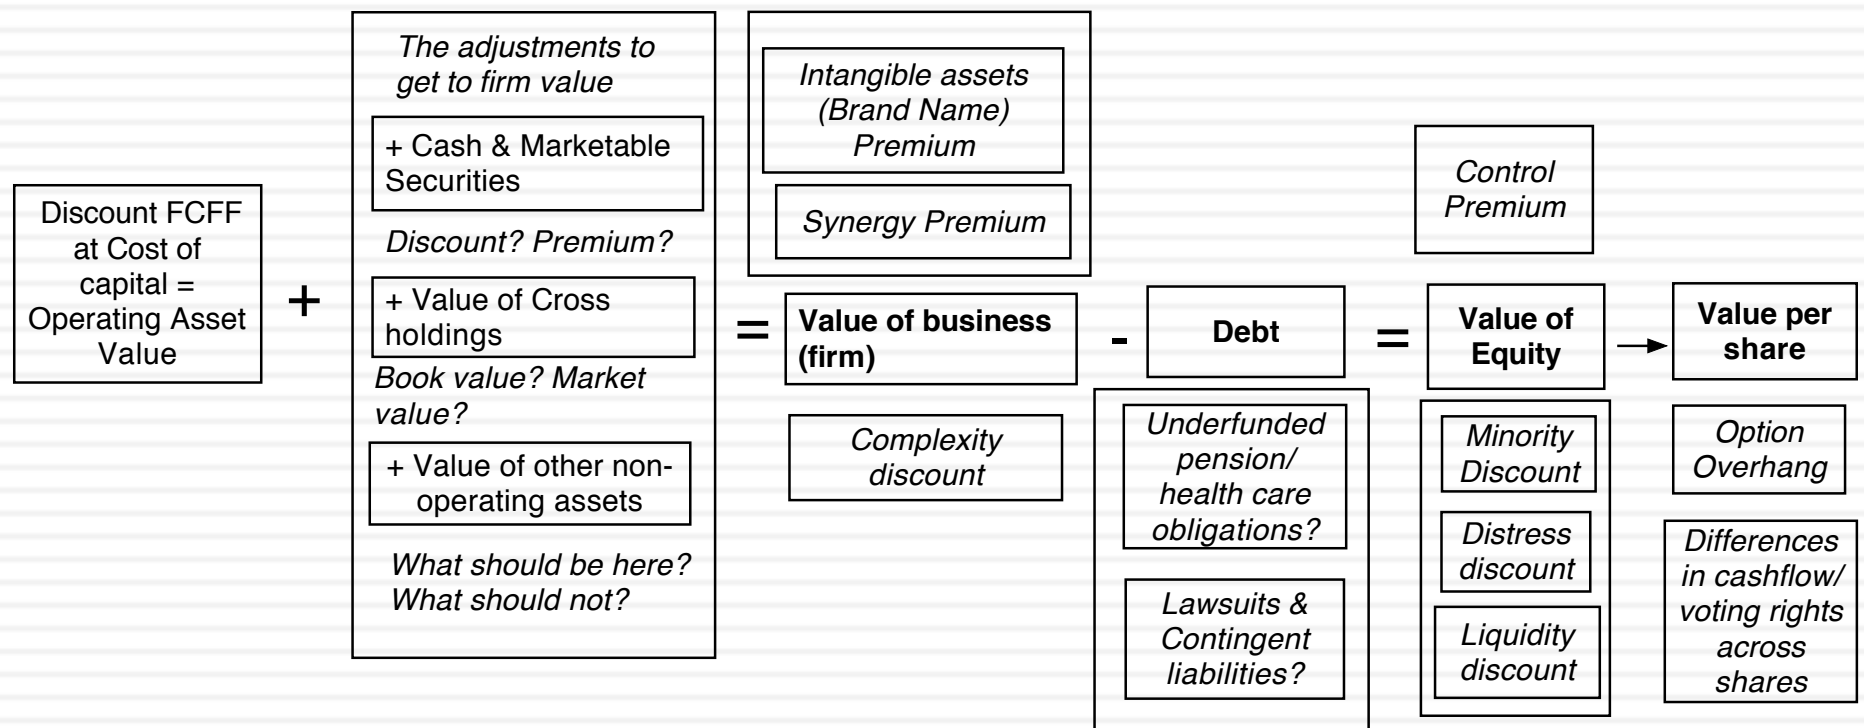 Discount FCFF
at Cost of
capital =
Operating Asset
Value
+
The adjustments to
get to firm value
+ Cash & Marketable
Securities
Discount? Premium?
+ Value of Cross
holdings
Book value? Market
value?
+ Value of other non-
operating assets
What should be here?
What should not?
=
Intangible assets
(Brand Name)
Premium
Synergy Premium
Value of business
(firm)
Complexity
discount
-
Debt
Underfunded
pension/
health care
obligations?
Lawsuits &
Contingent
liabilities?
=
Control
Premium
Value of
Equity
Minority
Discount
Distress
discount
Liquidity
discount
Value per
share
Option
Overhang
Differences
in cashflow/
voting rights
across
shares